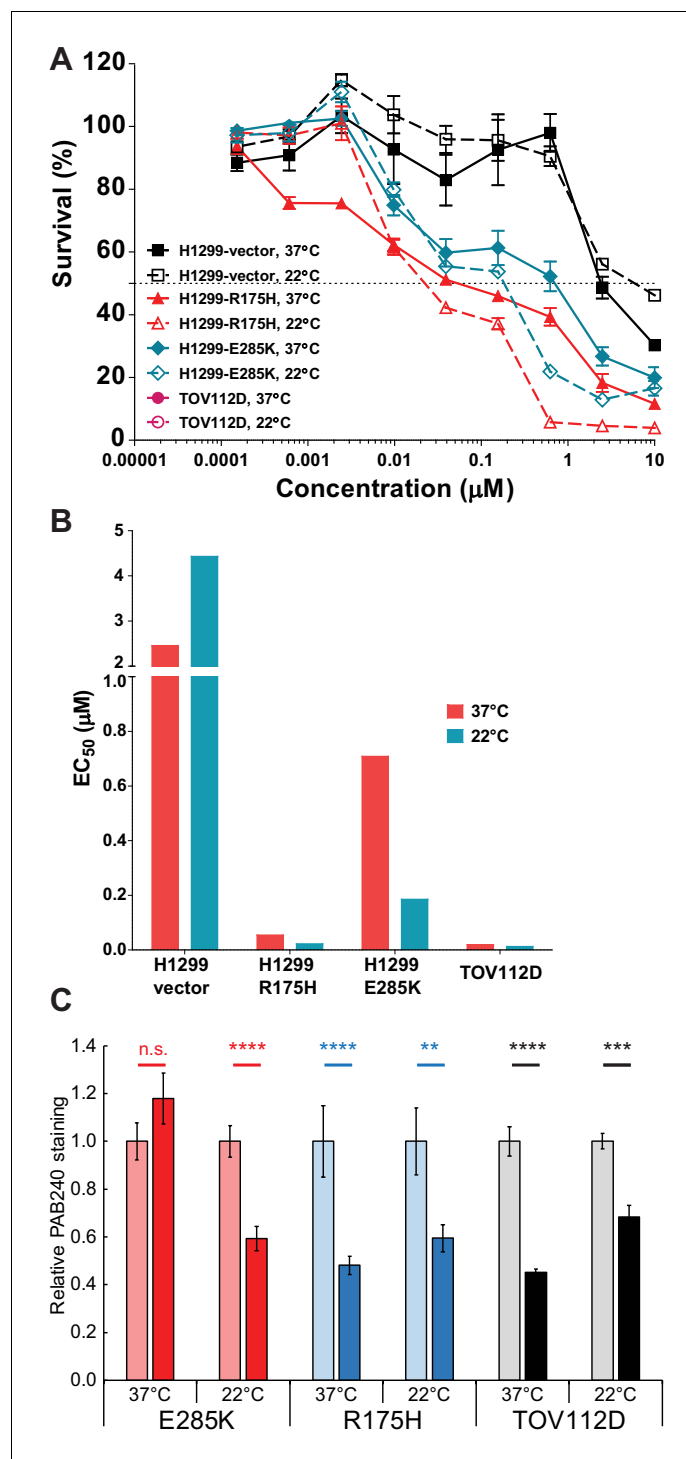 A
120
100
80
60
40
20
0
Survival (%)
H1299-vector, 37°C
H1299-vector, 22°C
H1299-R175H, 37°C
H1299-R175H, 22°C
H1299-E285K, 37°C
H1299-E285K, 22°C
TOV112D, 37°C
TOV112D, 22°C
0.00001 0.0001 0.001 0.01 0.1 1 10
Concentration (μM)
B
5
4
3
2
1.0
0.8
0.6
0.4
0.2
0.0
EC50 (μM)
37°C
22°C
H1299 vector
H1299 R175H
H1299 E285K
TOV112D
C
1.4
1.2
1.0
0.8
0.6
0.4
0.2
0.0
Relative PAB240 staining
n.s. **** **** ** **** ***
37°C 22°C 37°C 22°C 37°C 22°C
E285K R175H TOV112D